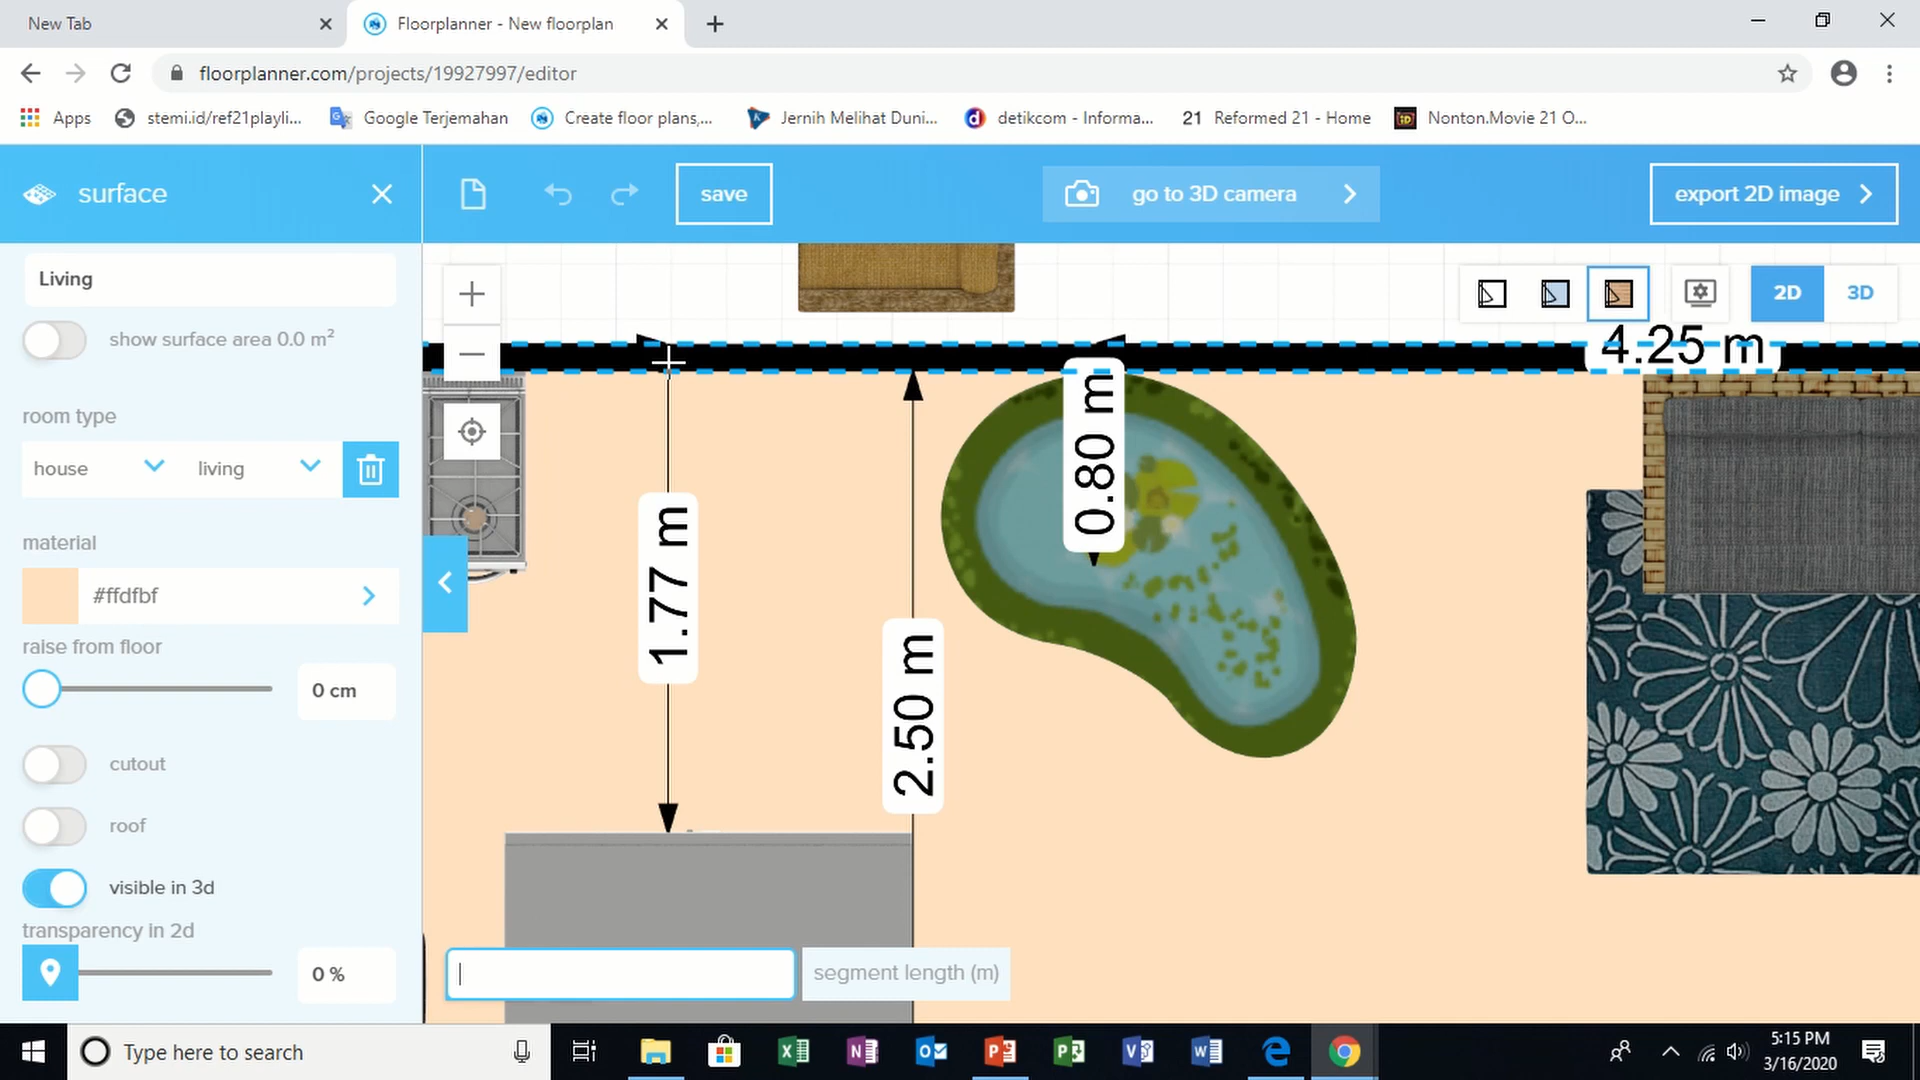 New Tab
Floorplanner - New floorplan
floorplanner.com/projects/19927997/editor
Apps
stemi.id/ref21playli...
Google Terjemahan
Create floor plans,...
Jernih Melihat Duni...
detikcom - Informa...
21 Reformed 21 - Home
Nonton.Movie 21 O...
surface
save
go to 3D camera
export 2D image
Living
show surface area 0.0 m²
room type
house
living
material
#ffdfbf
raise from floor
0 cm
cutout
roof
visible in 3d
transparency in 2d
0 %
2D
3D
4.25 m
0.80 m
1.77 m
2.50 m
segment length (m)
Type here to search
5:15 PM
3/16/2020